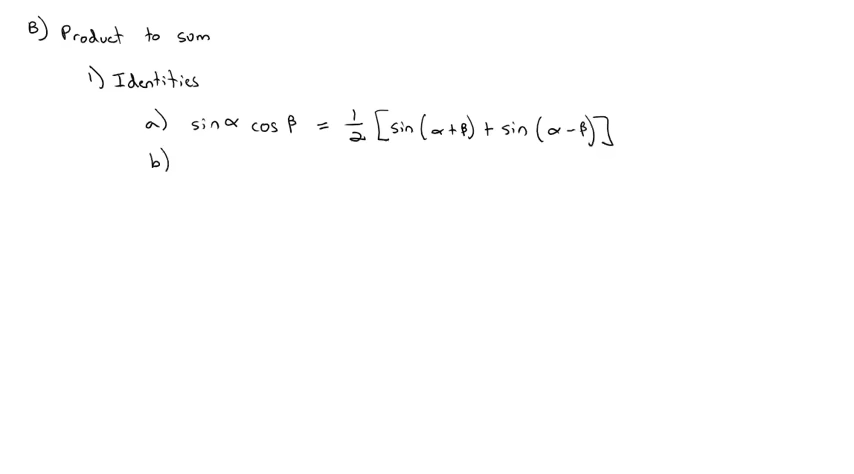 B) Product to sum
1) Identities
a) sin α cos β = 1/2 [sin (α+β) + sin (α-β)]
b)